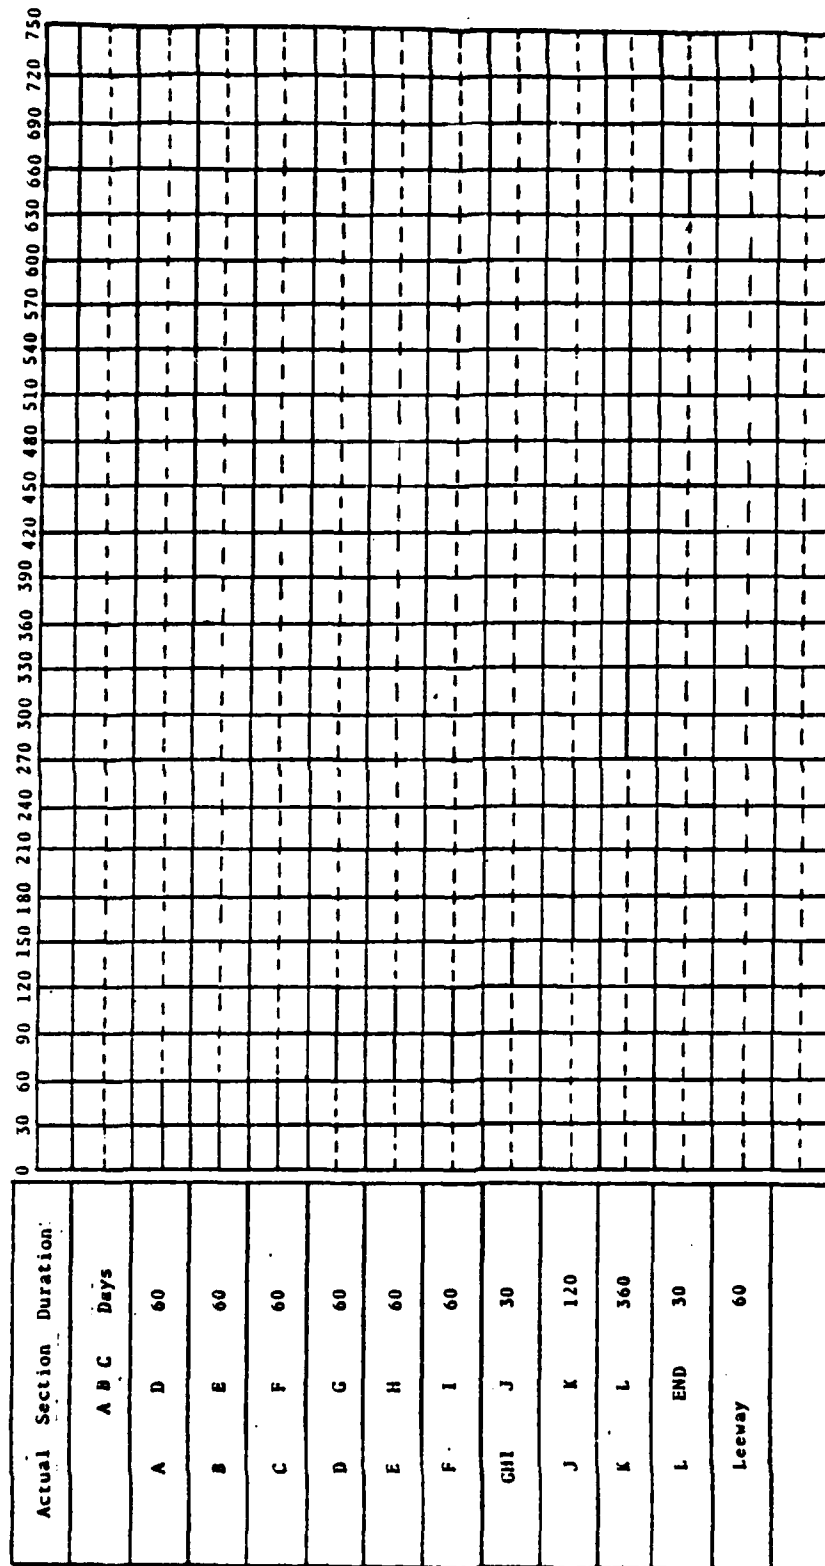 Actual Section Duration
A B C Days
A D 60
B E 60
C F 60
D G 60
E H 60
F I 60
GHI J 30
J K 120
K L 360
L END 30
Leeway 60
0 30 60 90 120 150 180 210 240 270 300 330 360 390 420 450 480 510 540 570 600 630 660 690 720 750